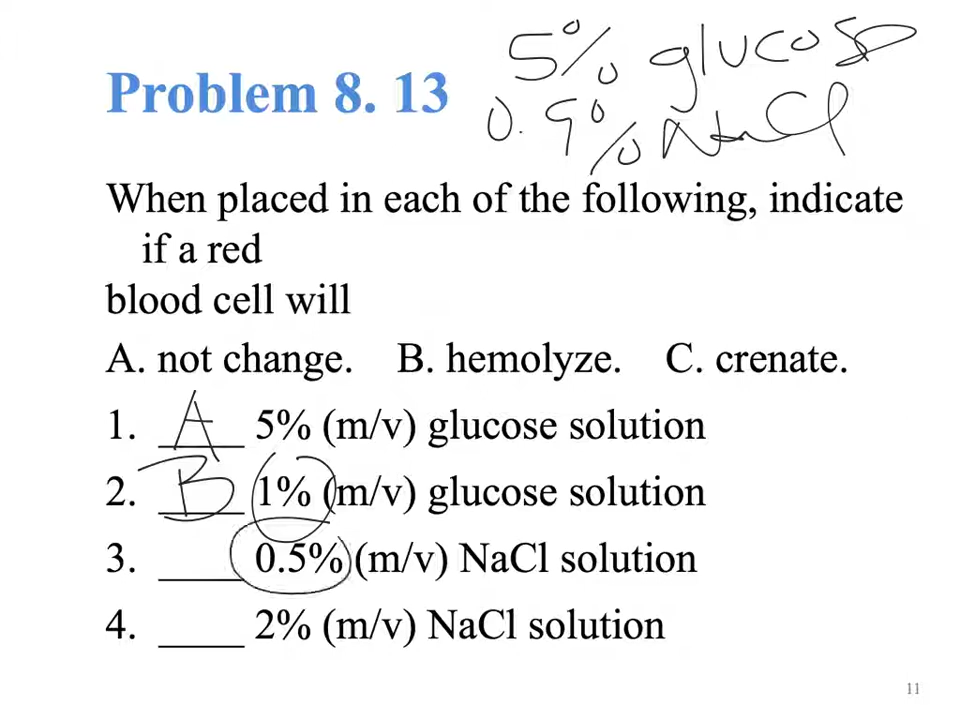 5% glucose
0.9% NaCl
Problem 8. 13
When placed in each of the following, indicate
if a red
blood cell will
A. not change. B. hemolyze. C. crenate.
1. A 5% (m/v) glucose solution
2. B 1% (m/v) glucose solution
3. ____ 0.5% (m/v) NaCl solution
4. ____ 2% (m/v) NaCl solution
11